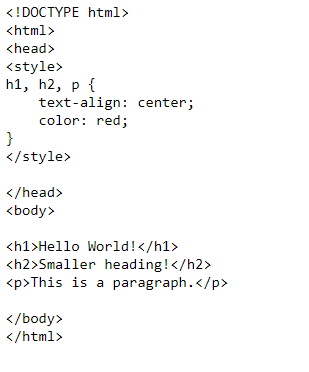 <!DOCTYPE html>
<html>
<head>
<style>
h1, h2, p {
    text-align: center;
    color: red;
}
</style>

</head>
<body>

<h1>Hello World!</h1>
<h2>Smaller heading!</h2>
<p>This is a paragraph.</p>

</body>
</html>